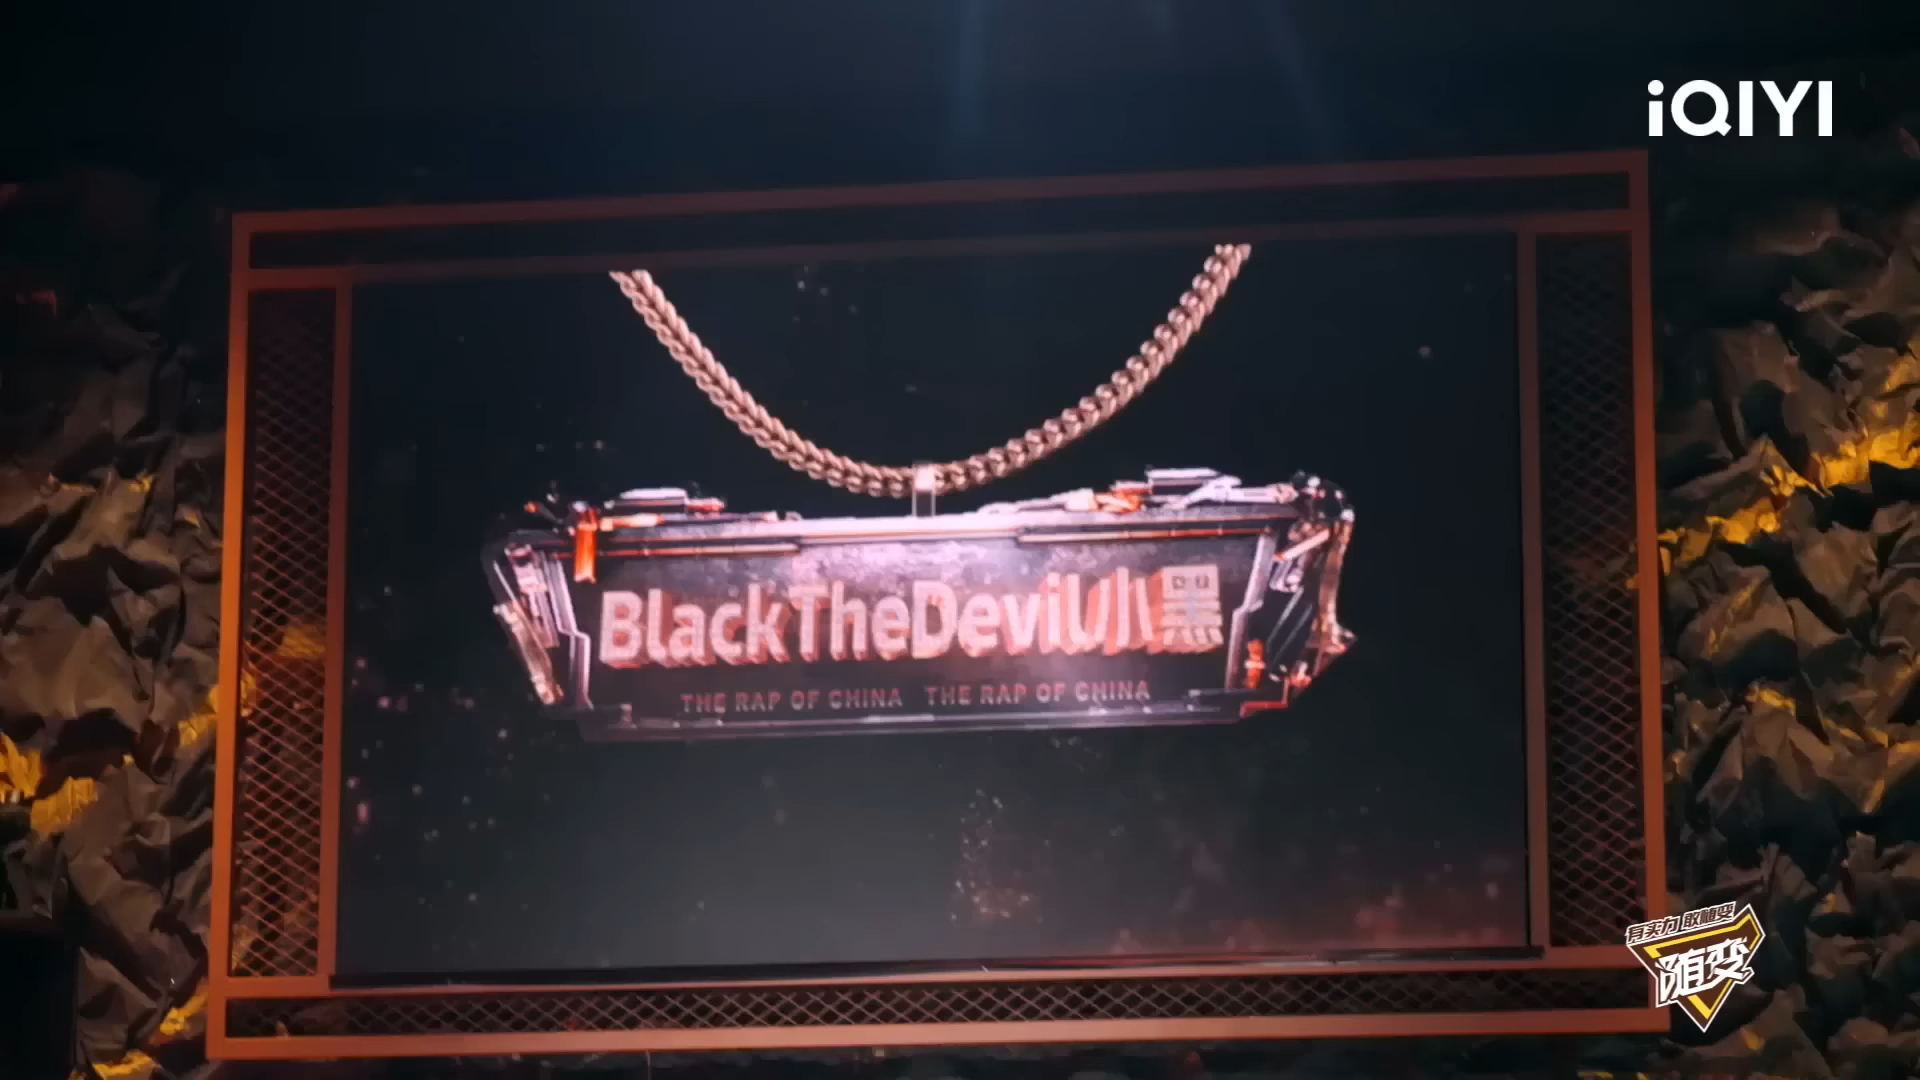 iQIYI
BlackTheDevil小黑
THE RAP OF CHINA THE RAP OF CHINA
有实力 敢随变
随变